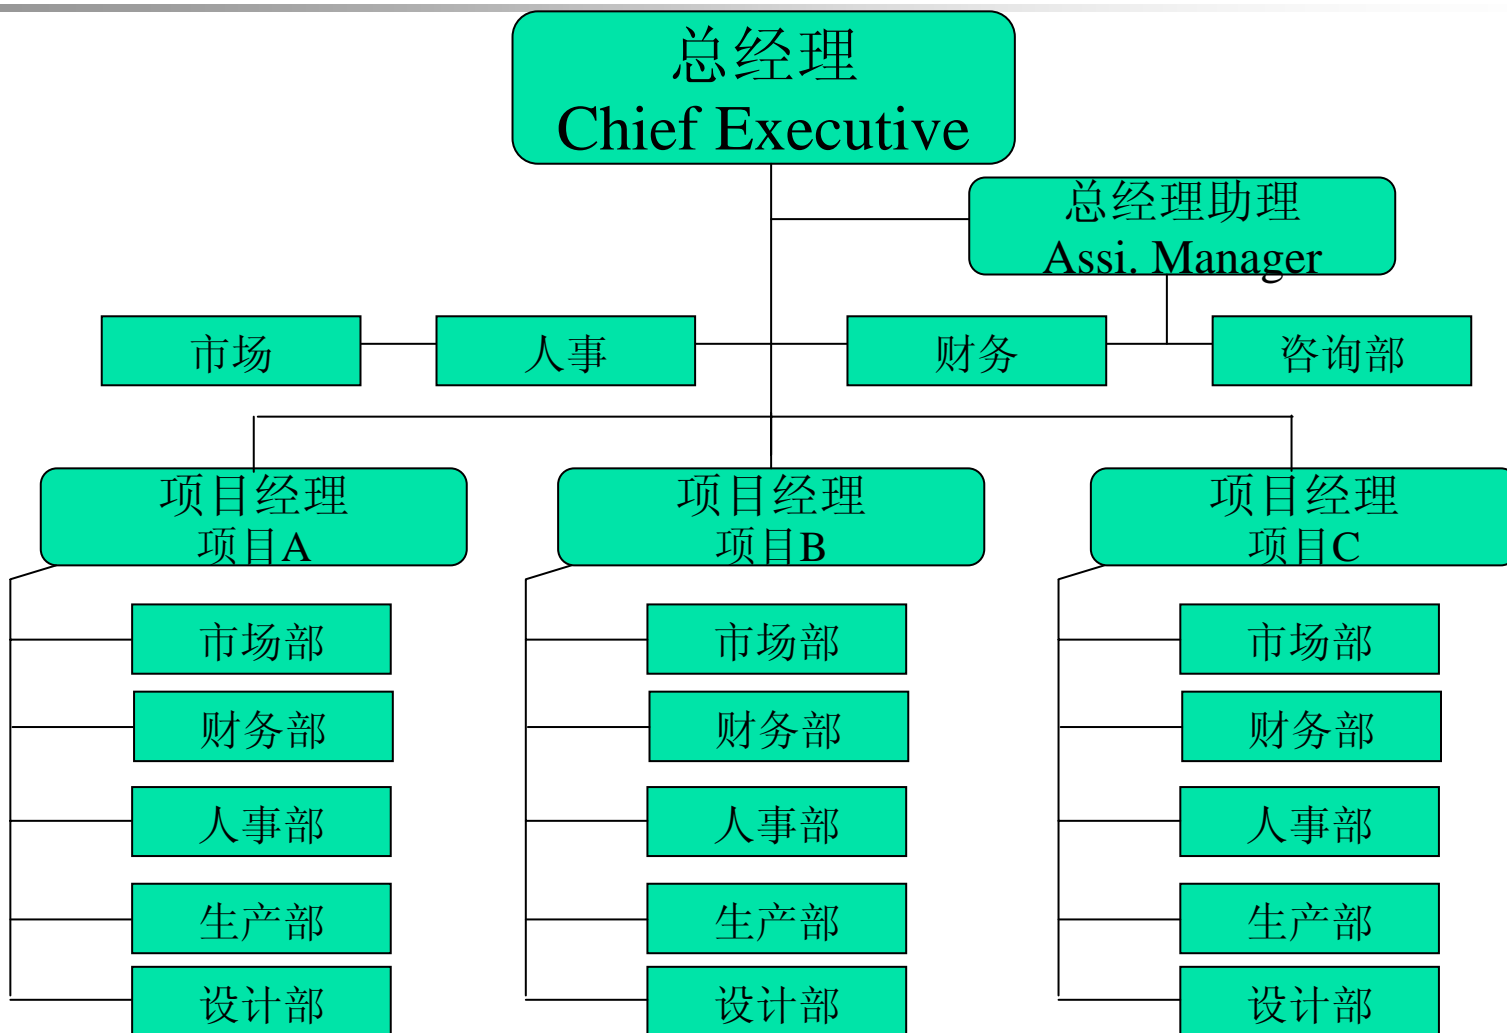 总经理
Chief Executive
总经理助理
Assi. Manager
市场
人事
财务
咨询部
项目经理
项目A
项目经理
项目B
项目经理
项目C
市场部
市场部
市场部
财务部
财务部
财务部
人事部
人事部
人事部
生产部
生产部
生产部
设计部
设计部
设计部